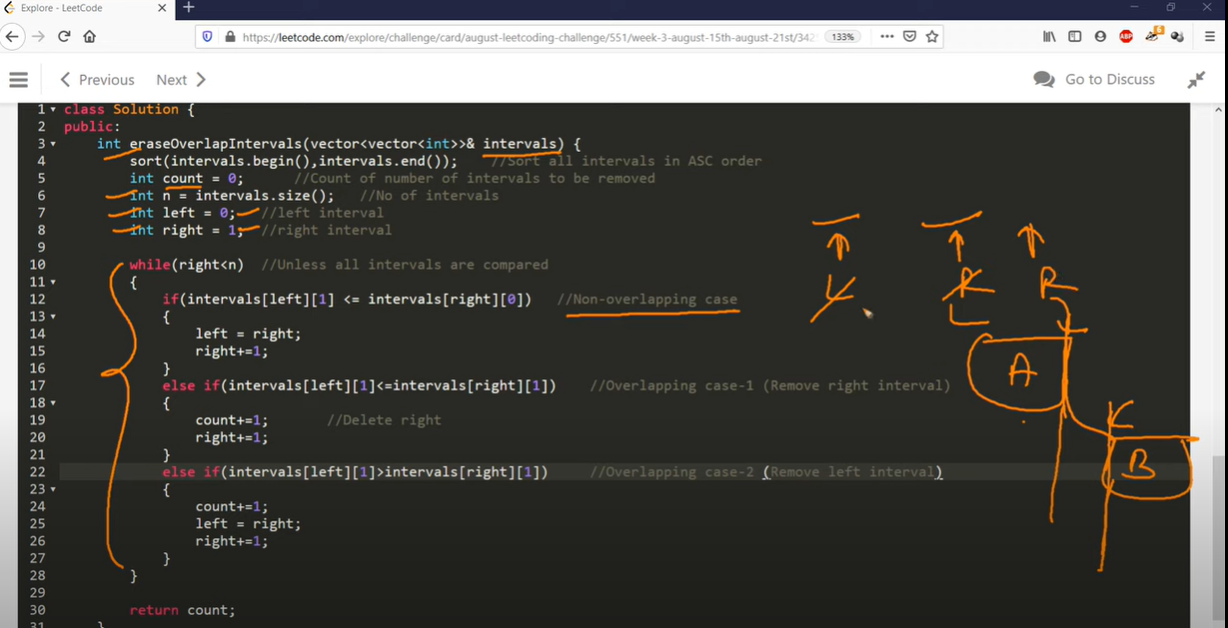 Explore - LeetCode
https://leetcode.com/explore/challenge/card/august-leetcoding-challenge/551/week-3-august-15th-august-21st/342
133%
ABP
6
Previous
Next
Go to Discuss
1 class Solution {
2 public:
3 int eraseOverlapIntervals(vector<vector<int>>& intervals) {
4 sort(intervals.begin(),intervals.end()); //Sort all intervals in ASC order
5 int count = 0; //Count of number of intervals to be removed
6 int n = intervals.size(); //No of intervals
7 int left = 0; //left interval
8 int right = 1; //right interval
9
10 while(right<n) //Unless all intervals are compared
11 {
12 if(intervals[left][1] <= intervals[right][0]) //Non-overlapping case
13 {
14 left = right;
15 right+=1;
16 }
17 else if(intervals[left][1]<=intervals[right][1]) //Overlapping case-1 (Remove right interval)
18 {
19 count+=1; //Delete right
20 right+=1;
21 }
22 else if(intervals[left][1]>intervals[right][1]) //Overlapping case-2 (Remove left interval)
23 {
24 count+=1;
25 left = right;
26 right+=1;
27 }
28 }
29
30 return count;
31 }
L R R
L
A
B